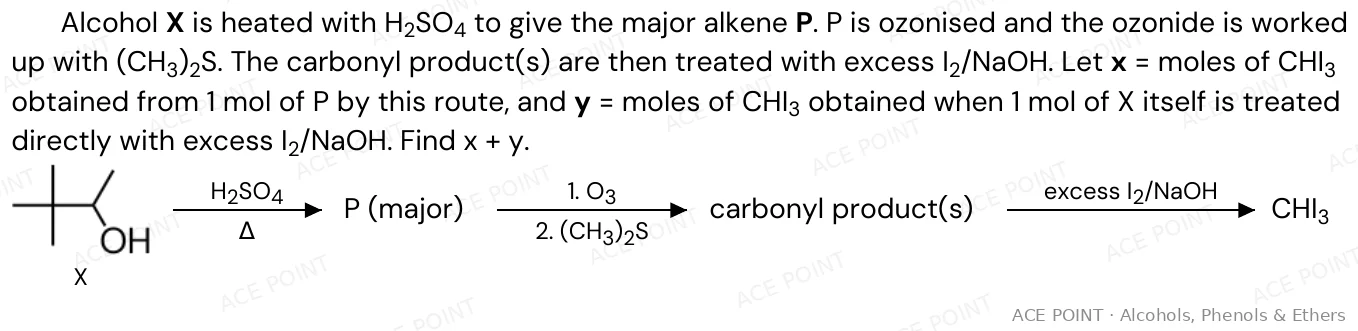 Alcohol X is heated with H₂SO₄ to give the major alkene P. P is ozonised and the ozonide is worked
up with (CH₃)₂S. The carbonyl product(s) are then treated with excess I₂/NaOH. Let x = moles of CHI₃
obtained from 1 mol of P by this route, and y = moles of CHI₃ obtained when 1 mol of X itself is treated
directly with excess I₂/NaOH. Find x + y.
OH
X
H₂SO₄
Δ
P (major)
1. O₃
2. (CH₃)₂S
carbonyl product(s)
excess I₂/NaOH
CHI₃
ACE POINT
ACE POINT · Alcohols, Phenols & Ethers